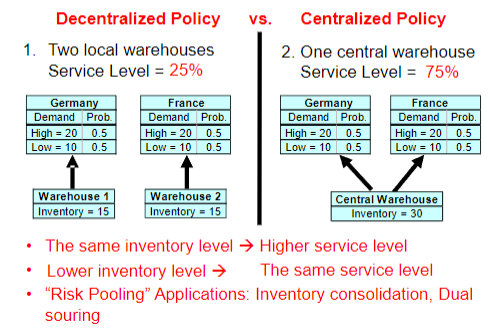 Decentralized Policy vs. Centralized Policy
1. Two local warehouses
Service Level = 25%
Germany
Demand Prob.
High = 20 0.5
Low = 10 0.5
France
Demand Prob.
High = 20 0.5
Low = 10 0.5
Warehouse 1
Inventory = 15
Warehouse 2
Inventory = 15
2. One central warehouse
Service Level = 75%
Germany
Demand Prob.
High = 20 0.5
Low = 10 0.5
France
Demand Prob.
High = 20 0.5
Low = 10 0.5
Central Warehouse
Inventory = 30
• The same inventory level → Higher service level
• Lower inventory level → The same service level
• “Risk Pooling” Applications: Inventory consolidation, Dual
souring